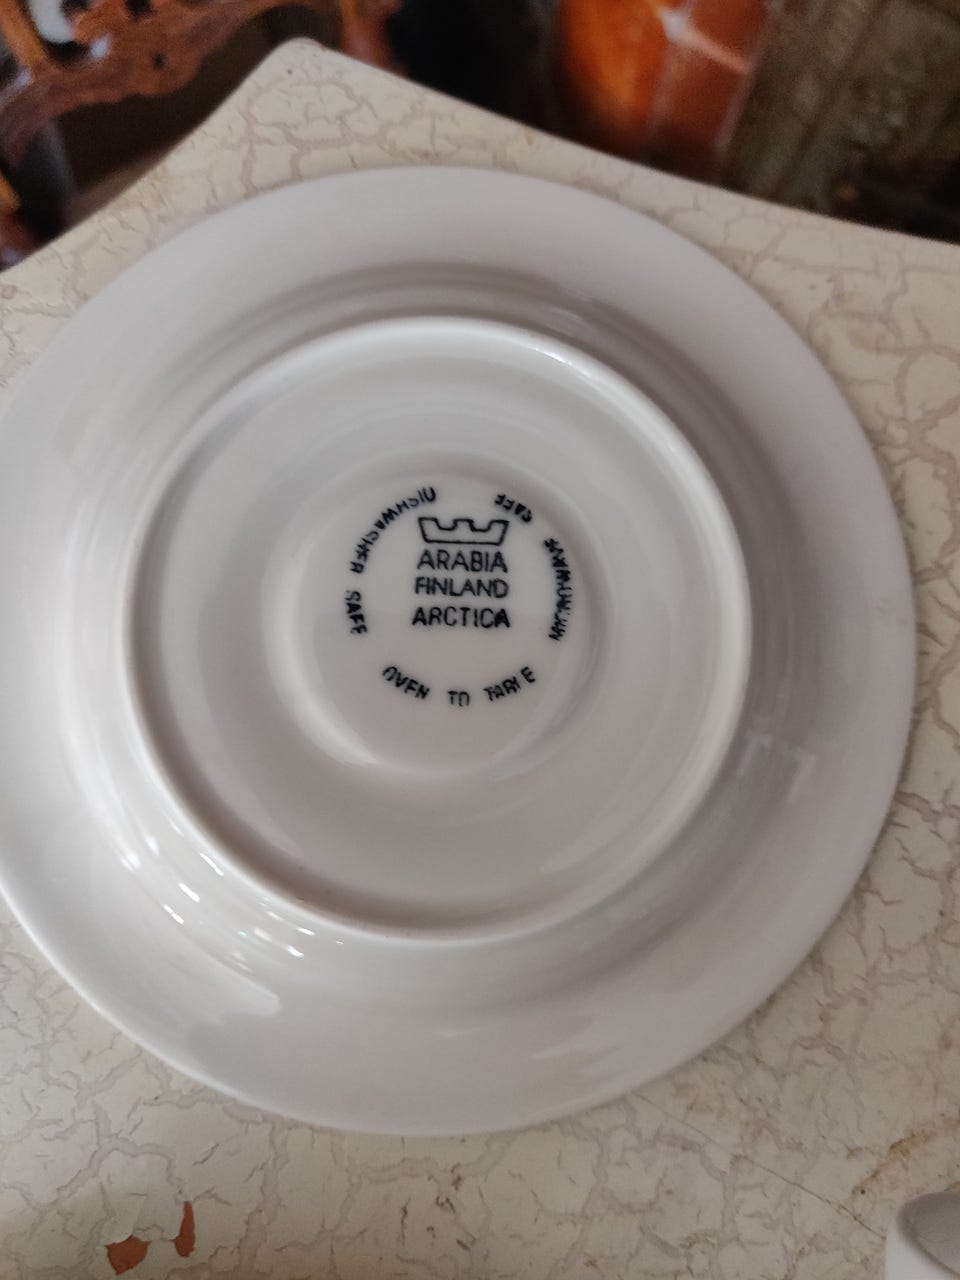 ARABIA
FINLAND
ARCTICA
DISHWASHER SAFE
OVEN TO TABLE
MICROWAVE SAFE